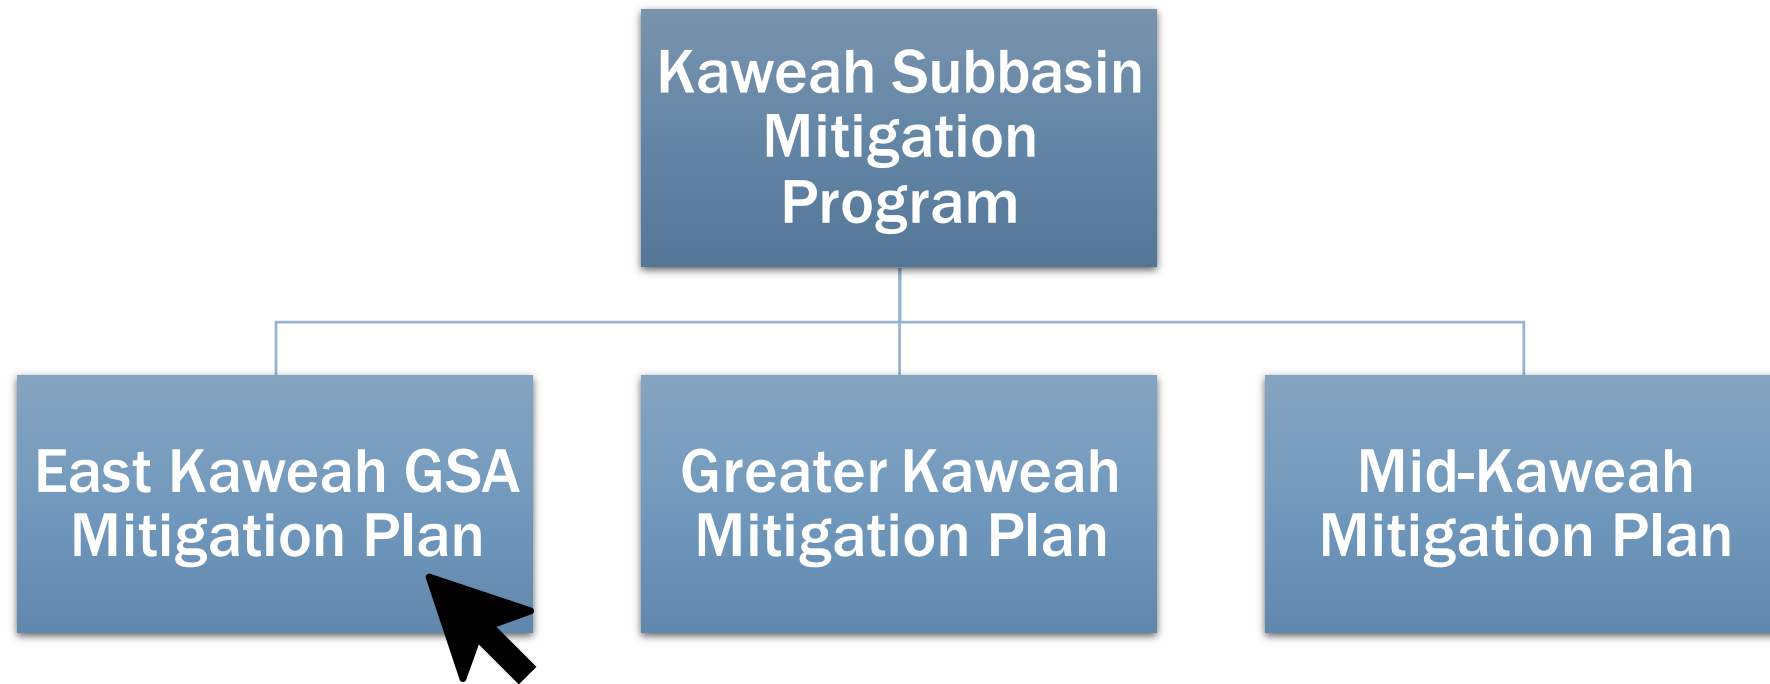 Kaweah Subbasin
Mitigation
Program
East Kaweah GSA
Mitigation Plan
Greater Kaweah
Mitigation Plan
Mid-Kaweah
Mitigation Plan